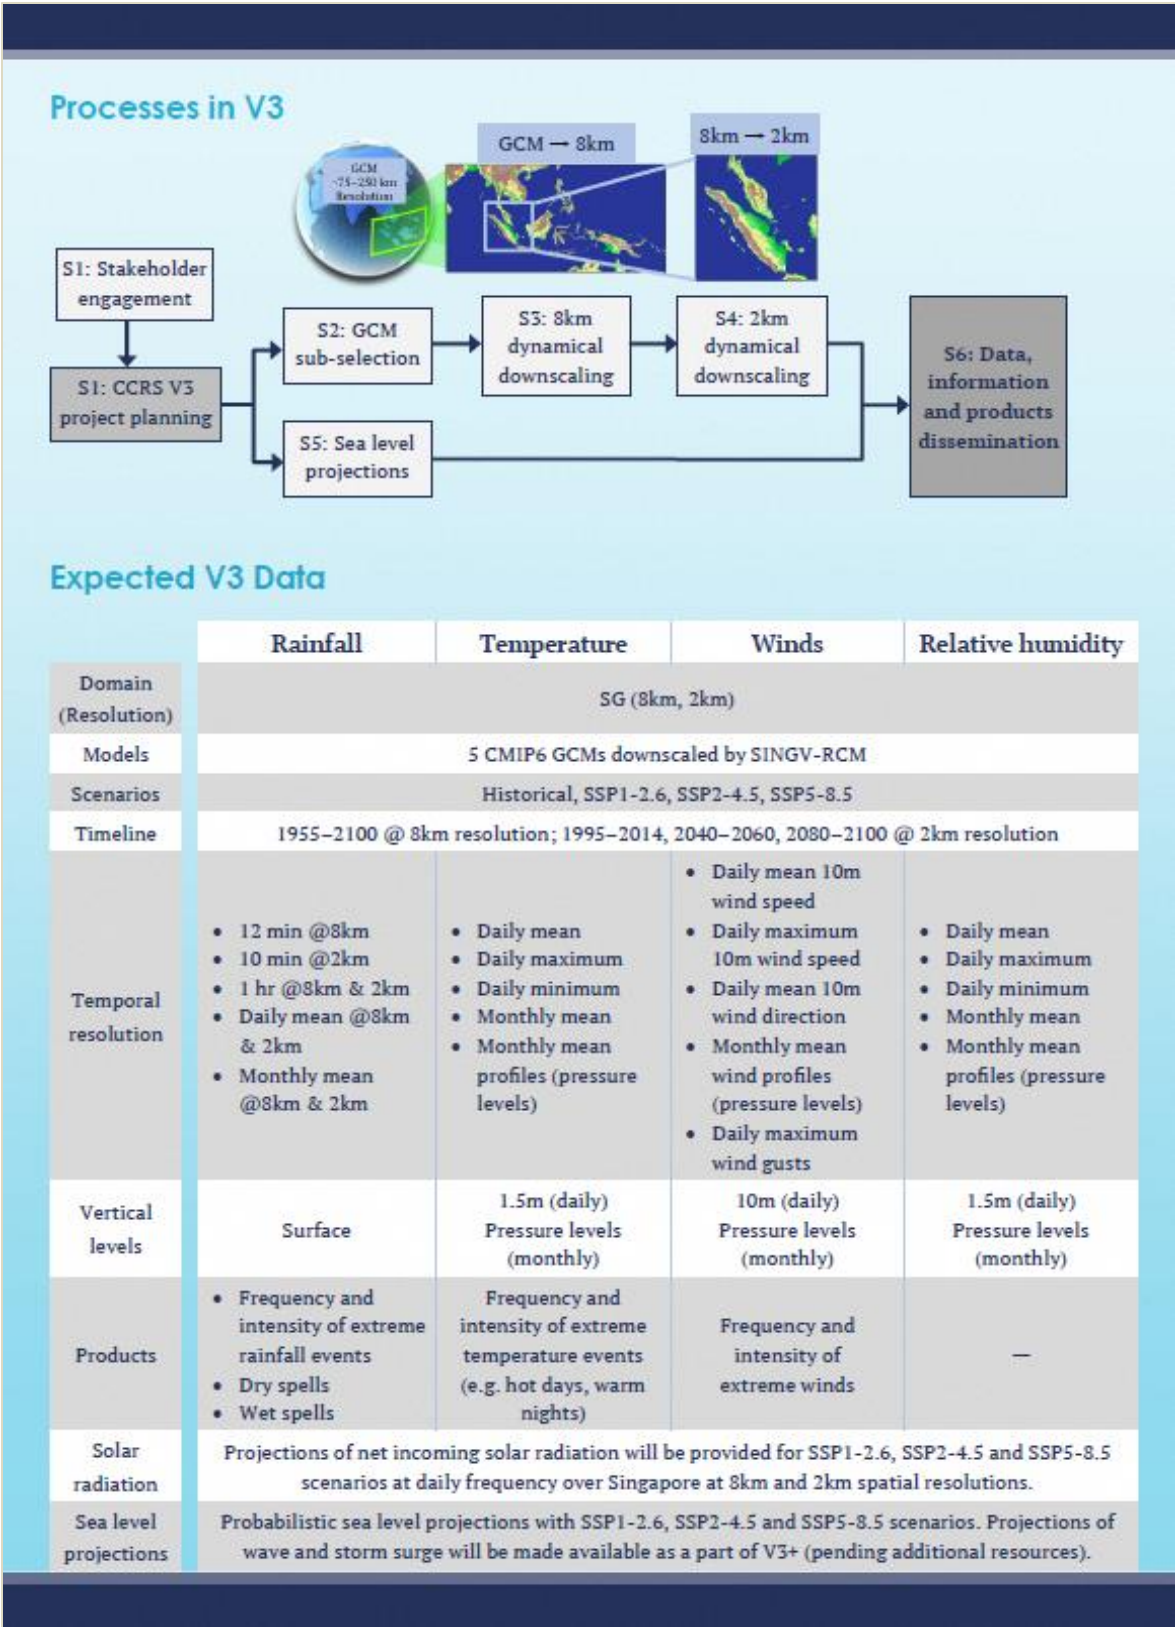 Processes in V3
GCM
~75–250 km
Resolution
GCM → 8km
8km → 2km
S1: Stakeholder
engagement
S1: CCRS V3
project planning
S2: GCM
sub-selection
S3: 8km
dynamical
downscaling
S4: 2km
dynamical
downscaling
S5: Sea level
projections
S6: Data,
information
and products
dissemination
Expected V3 Data
Rainfall
Temperature
Winds
Relative humidity
Domain
(Resolution)
SG (8km, 2km)
Models
5 CMIP6 GCMs downscaled by SINGV-RCM
Scenarios
Historical, SSP1-2.6, SSP2-4.5, SSP5-8.5
Timeline
1955–2100 @ 8km resolution; 1995–2014, 2040–2060, 2080–2100 @ 2km resolution
Temporal
resolution
• 12 min @8km
• 10 min @2km
• 1 hr @8km & 2km
• Daily mean @8km
& 2km
• Monthly mean
@8km & 2km
• Daily mean
• Daily maximum
• Daily minimum
• Monthly mean
• Monthly mean
profiles (pressure
levels)
• Daily mean 10m
wind speed
• Daily maximum
10m wind speed
• Daily mean 10m
wind direction
• Monthly mean
wind profiles
(pressure levels)
• Daily maximum
wind gusts
• Daily mean
• Daily maximum
• Daily minimum
• Monthly mean
• Monthly mean
profiles (pressure
levels)
Vertical
levels
Surface
1.5m (daily)
Pressure levels
(monthly)
10m (daily)
Pressure levels
(monthly)
1.5m (daily)
Pressure levels
(monthly)
Products
• Frequency and
intensity of extreme
rainfall events
• Dry spells
• Wet spells
Frequency and
intensity of extreme
temperature events
(e.g. hot days, warm
nights)
Frequency and
intensity of
extreme winds
—
Solar
radiation
Projections of net incoming solar radiation will be provided for SSP1-2.6, SSP2-4.5 and SSP5-8.5
scenarios at daily frequency over Singapore at 8km and 2km spatial resolutions.
Sea level
projections
Probabilistic sea level projections with SSP1-2.6, SSP2-4.5 and SSP5-8.5 scenarios. Projections of
wave and storm surge will be made available as a part of V3+ (pending additional resources).